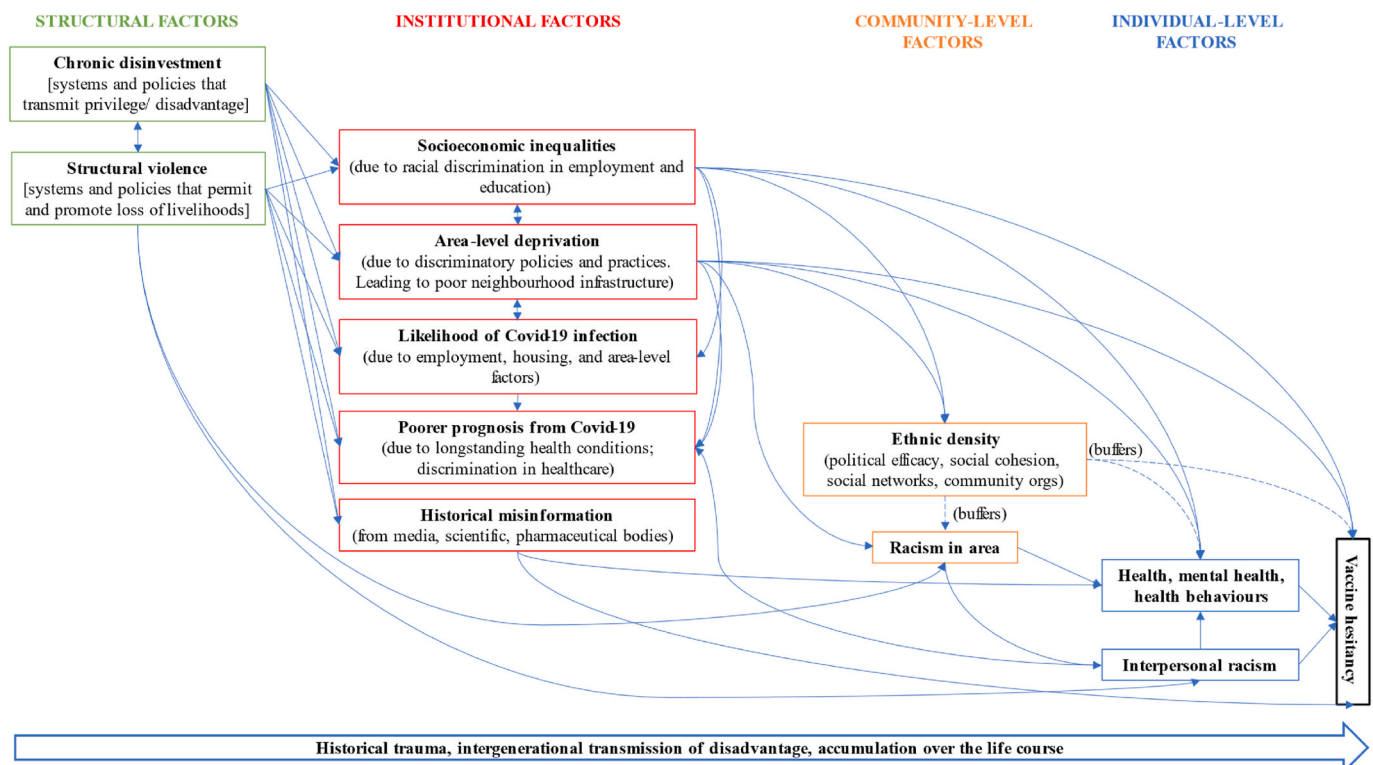 STRUCTURAL FACTORS
INSTITUTIONAL FACTORS
COMMUNITY-LEVEL
FACTORS
INDIVIDUAL-LEVEL
FACTORS
Chronic disinvestment
[systems and policies that
transmit privilege/ disadvantage]
Structural violence
[systems and policies that permit
and promote loss of livelihoods]
Socioeconomic inequalities
(due to racial discrimination in employment and
education)
Area-level deprivation
(due to discriminatory policies and practices.
Leading to poor neighbourhood infrastructure)
Likelihood of Covid-19 infection
(due to employment, housing, and area-level
factors)
Poorer prognosis from Covid-19
(due to longstanding health conditions;
discrimination in healthcare)
Historical misinformation
(from media, scientific, pharmaceutical bodies)
Ethnic density
(political efficacy, social cohesion,
social networks, community orgs)
(buffers)
(buffers)
Racism in area
Health, mental health,
health behaviours
Interpersonal racism
Vaccine hesitancy
Historical trauma, intergenerational transmission of disadvantage, accumulation over the life course